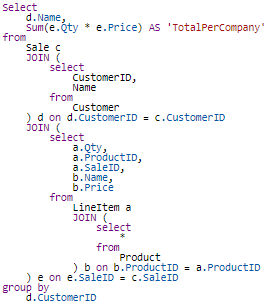 Select
    d.Name,
    Sum(e.Qty * e.Price) AS 'TotalPerCompany'
from
    Sale c
    JOIN (
        select
            CustomerID,
            Name
        from
            Customer
    ) d on d.CustomerID = c.CustomerID
    JOIN (
        select
            a.Qty,
            a.ProductID,
            a.SaleID,
            b.Name,
            b.Price
        from
            LineItem a
            JOIN (
                select
                    *
                from
                    Product
            ) b on b.ProductID = a.ProductID
    ) e on e.SaleID = c.SaleID
group by
    d.CustomerID